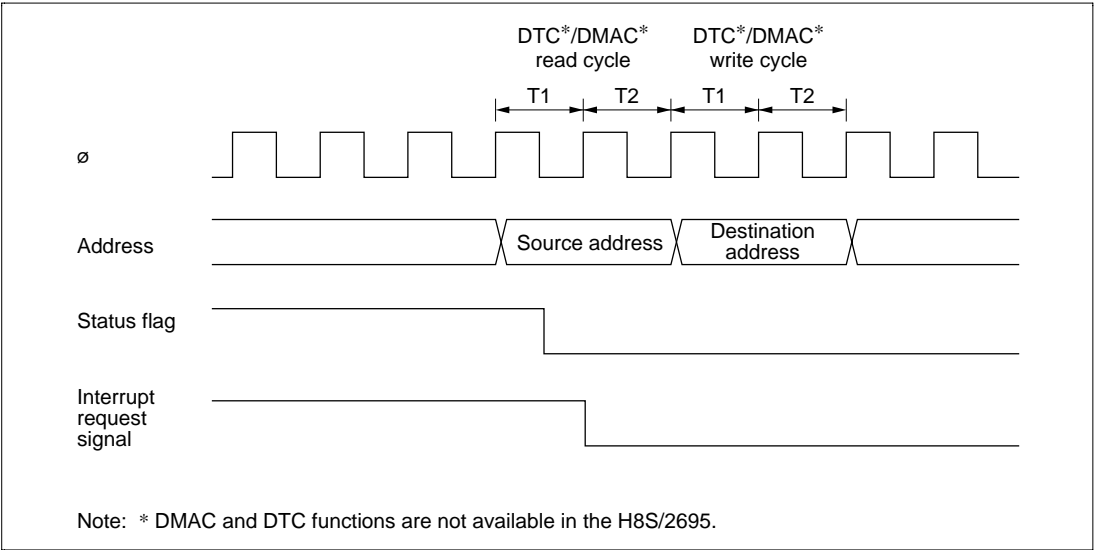 DTC*/DMAC* DTC*/DMAC*
read cycle write cycle
T1 T2 T1 T2
ø
Address
Source address
Destination
address
Status flag
Interrupt
request
signal
Note: * DMAC and DTC functions are not available in the H8S/2695.